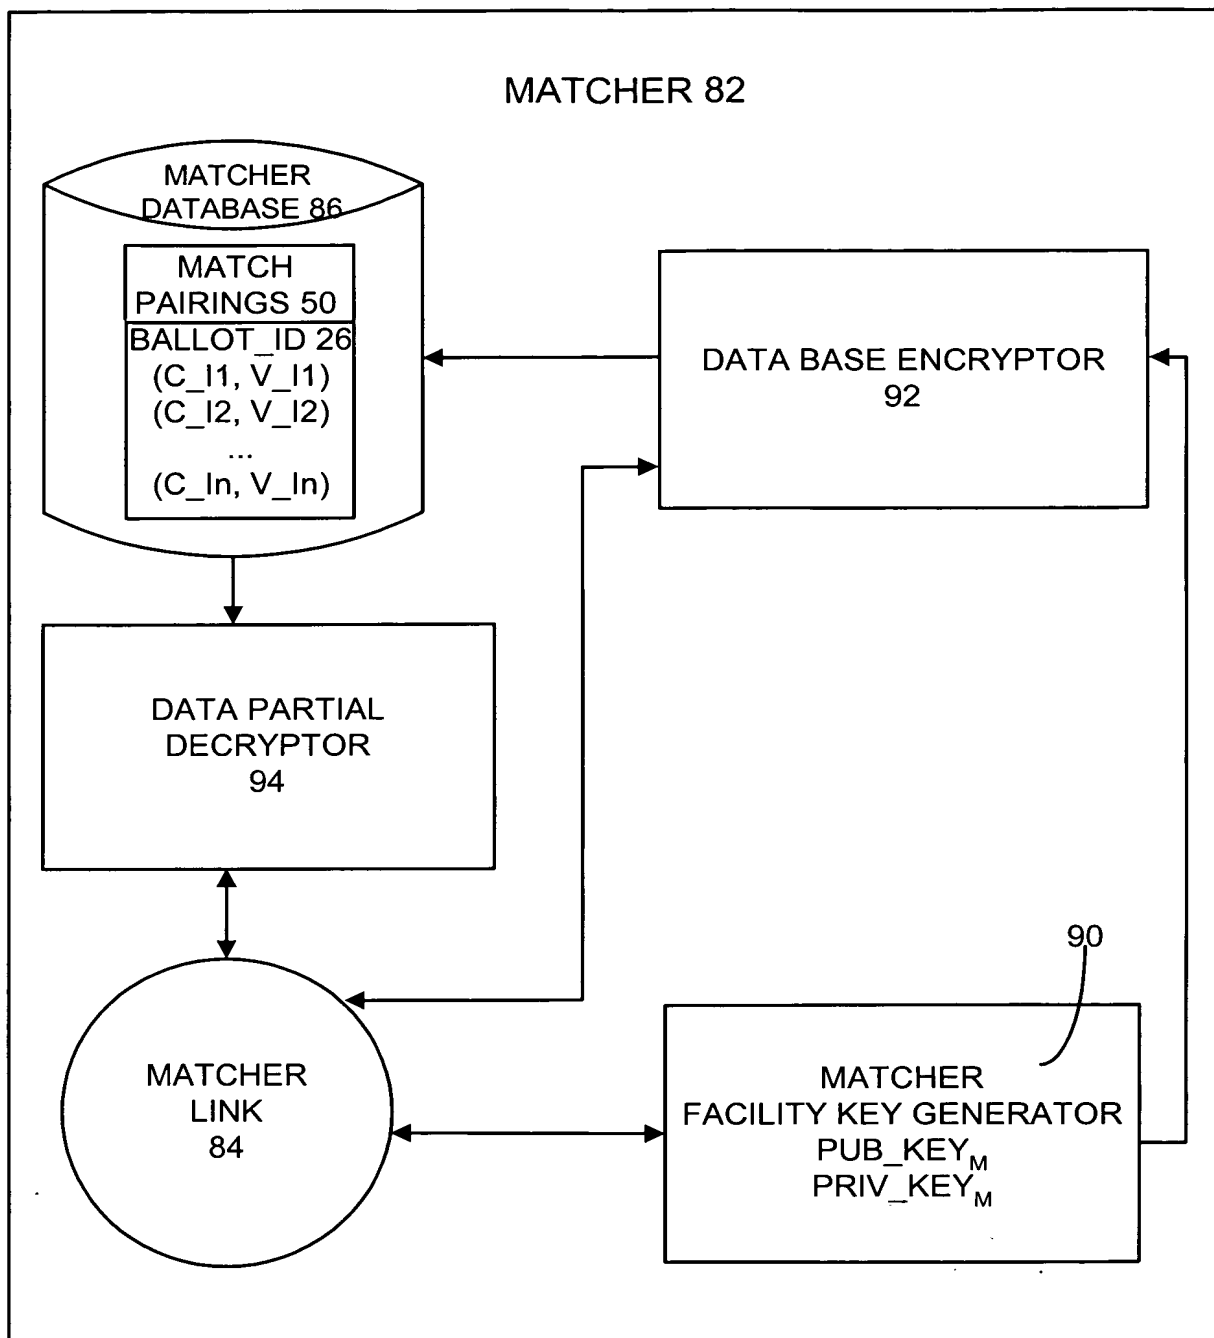 MATCHER 82
MATCHER
DATABASE 86
MATCH
PAIRINGS 50
BALLOT_ID 26
(C_I1, V_I1)
(C_I2, V_I2)
...
(C_In, V_In)
DATA BASE ENCRYPTOR
92
DATA PARTIAL
DECRYPTOR
94
MATCHER
LINK
84
90
MATCHER
FACILITY KEY GENERATOR
PUB_KEYM
PRIV_KEYM